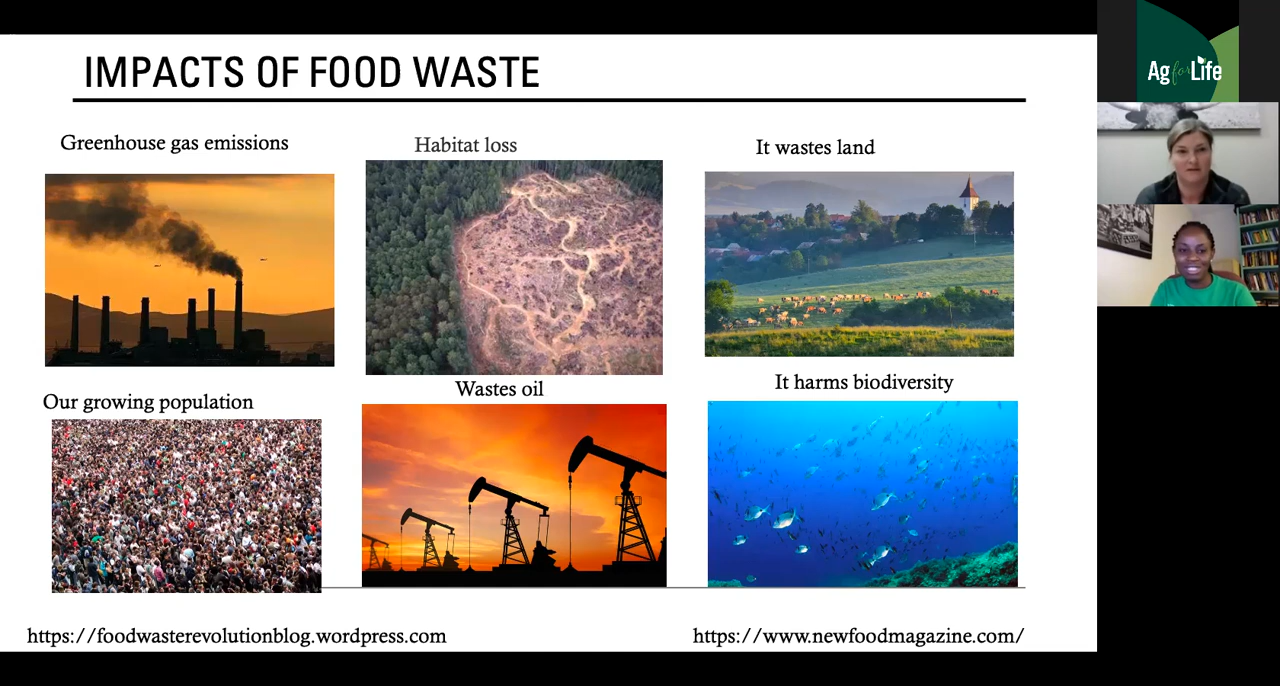 IMPACTS OF FOOD WASTE
Greenhouse gas emissions
Habitat loss
It wastes land
Our growing population
Wastes oil
It harms biodiversity
https://foodwasterevolutionblog.wordpress.com
https://www.newfoodmagazine.com/
Ag for Life